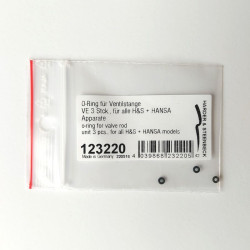 O-Ring für Ventilstange
VE 3 Stck., für alle H&S + HANSA
Apparate
o-ring for valve rod
unit 3 pcs., for all H&S + HANSA models
123220
Made in Germany
HARDER & STEENBECK